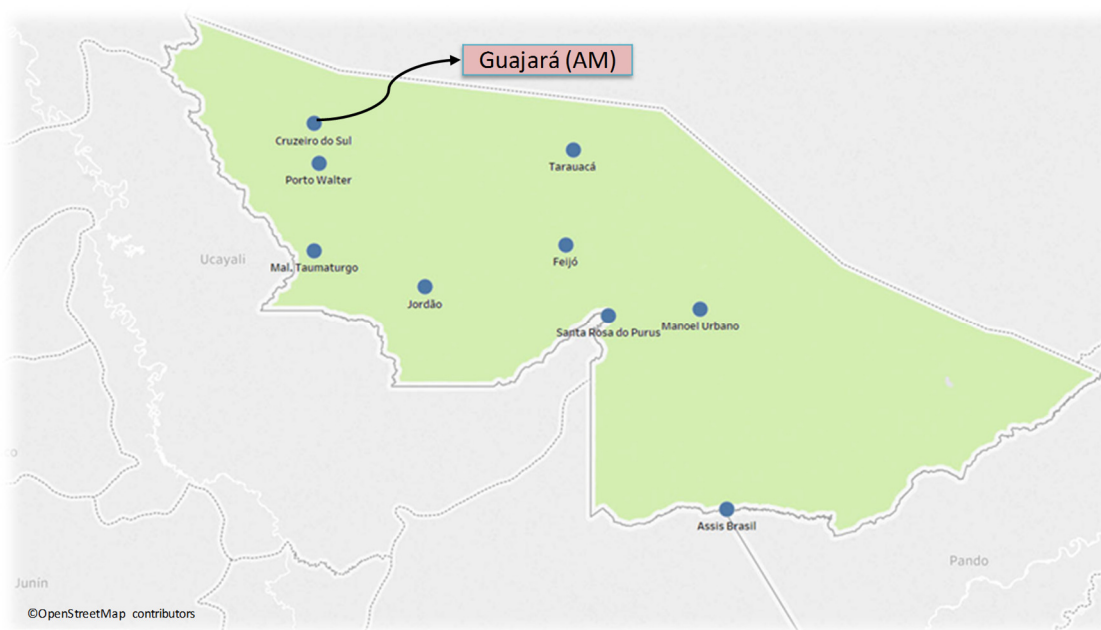 Guajará (AM)
Cruzeiro do Sul
Tarauacá
Porto Walter
Ucayali
Mal. Taumaturgo
Feijó
Jordão
Santa Rosa do Purus
Manoel Urbano
co
Assis Brasil
Pando
Junín
©OpenStreetMap contributors